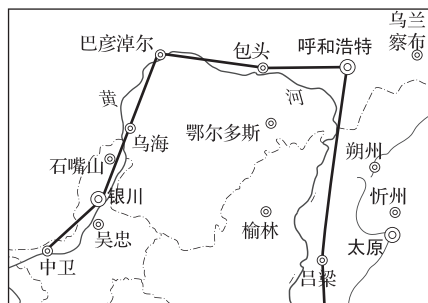 乌兰
察布
巴彦淖尔
包头
呼和浩特
黄
河
乌海
鄂尔多斯
石嘴山
朔州
银川
忻州
吴忠
榆林
太原
中卫
吕梁